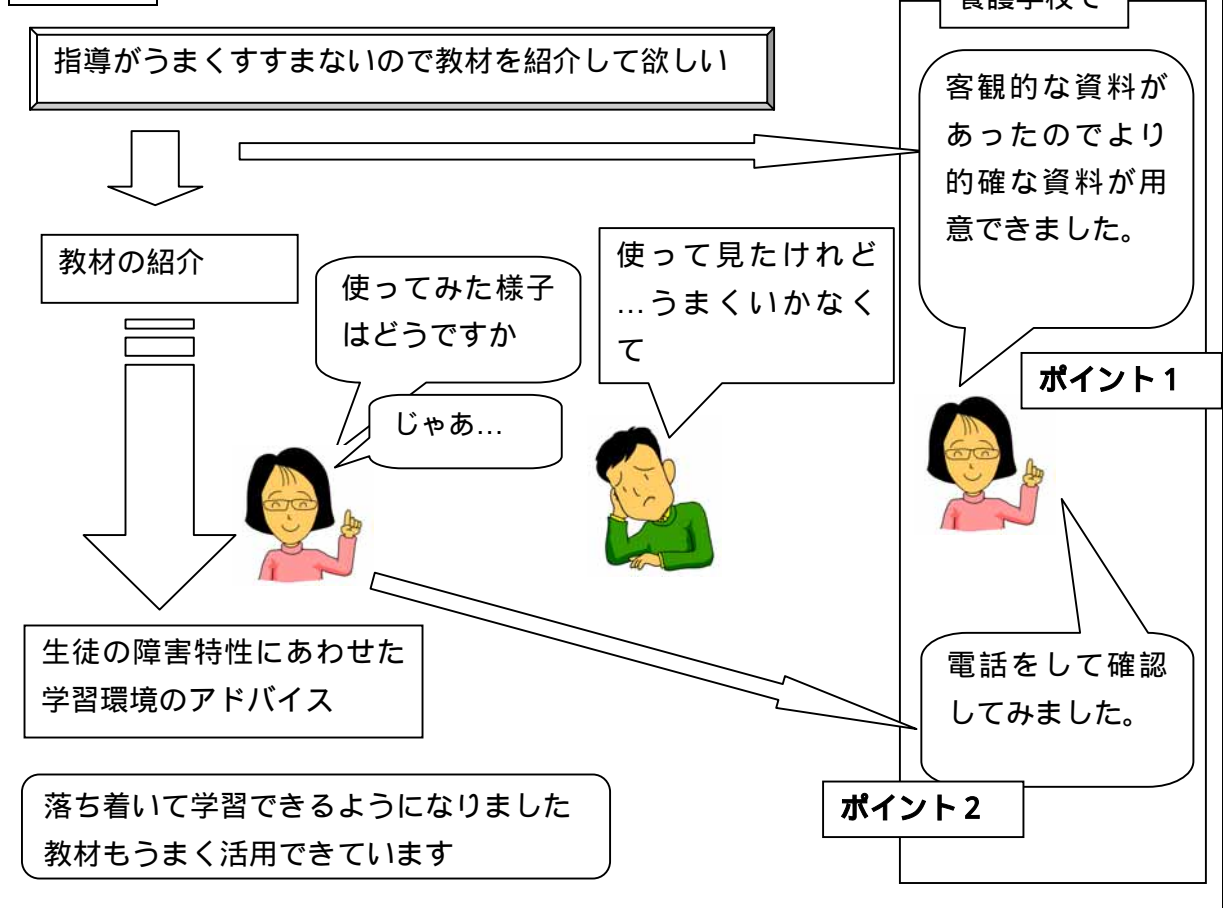 養護学校で
指導がうまくすすまないので教材を紹介して欲しい
客観的な資料が
あったのでより
的確な資料が用
意できました。
教材の紹介
使ってみた様子
はどうですか
使って見たけれど
…うまくいかなく
て
じゃあ…
ポイント１
生徒の障害特性にあわせた
学習環境のアドバイス
電話をして確認
してみました。
ポイント２
落ち着いて学習できるようになりました
教材もうまく活用できています